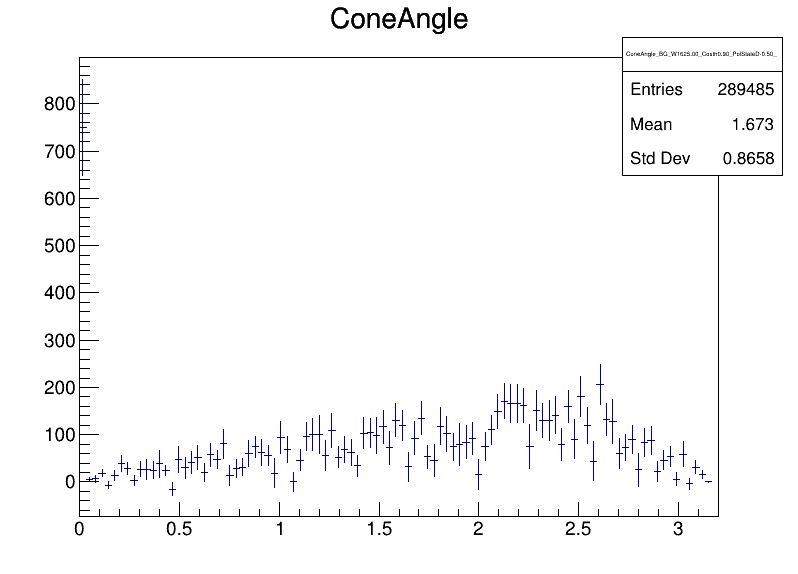 ConeAngle
ConeAngle_BG_W1625.00_Costh0.90_PolStateD-0.50_
Entries 289485
Mean 1.673
Std Dev 0.8658
800
700
600
500
400
300
200
100
0
0 0.5 1 1.5 2 2.5 3